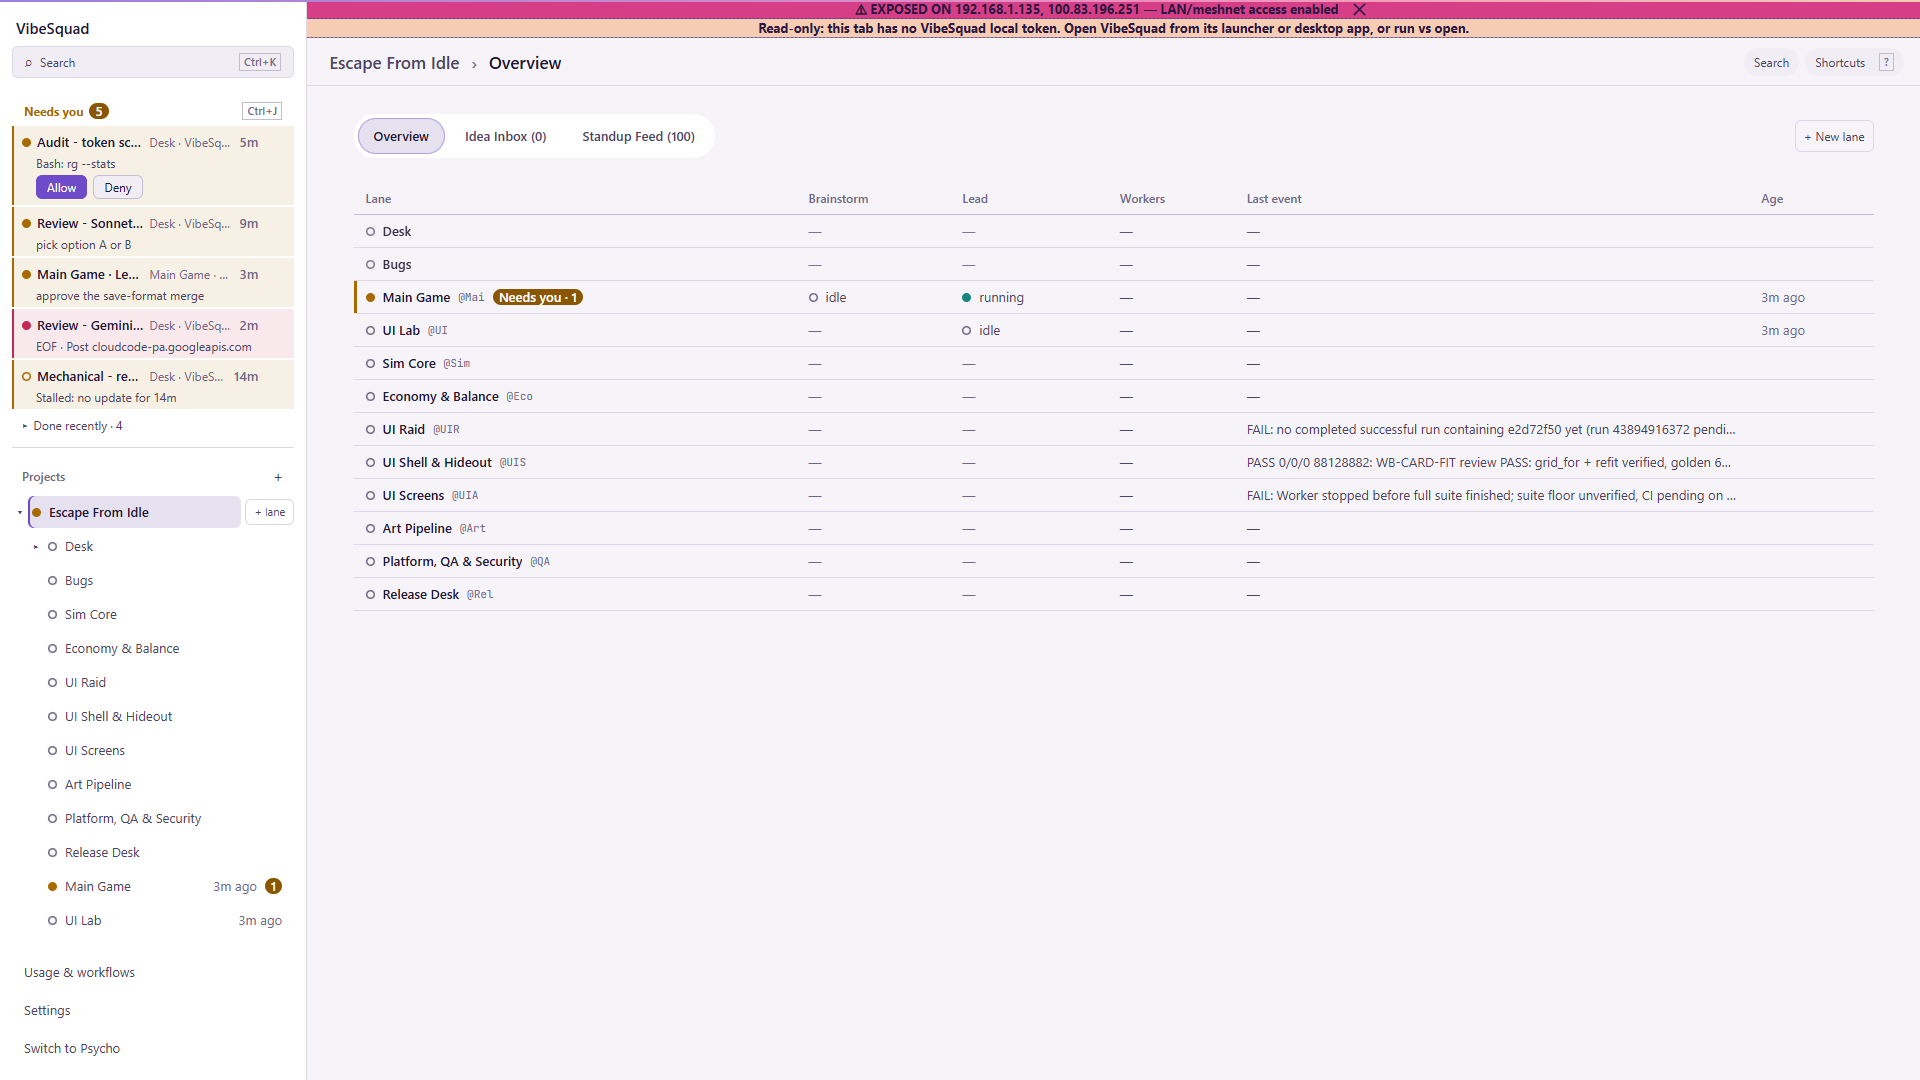 VibeSquad
Search Ctrl+K
Needs you 5 Ctrl+J
Audit - token sc... Desk · VibeSq... 5m
Bash: rg --stats
Allow Deny
Review - Sonnet... Desk · VibeSq... 9m
pick option A or B
Main Game · Le... Main Game · ... 3m
approve the save-format merge
Review - Gemini... Desk · VibeSq... 2m
EOF · Post cloudcode-pa.googleapis.com
Mechanical - re... Desk · VibeS... 14m
Stalled: no update for 14m
Done recently · 4
Projects +
Escape From Idle + lane
Desk
Bugs
Sim Core
Economy & Balance
UI Raid
UI Shell & Hideout
UI Screens
Art Pipeline
Platform, QA & Security
Release Desk
Main Game 3m ago 1
UI Lab 3m ago
Usage & workflows
Settings
Switch to Psycho
⚠ EXPOSED ON 192.168.1.135, 100.83.196.251 — LAN/meshnet access enabled
Read-only: this tab has no VibeSquad local token. Open VibeSquad from its launcher or desktop app, or run vs open.
Escape From Idle › Overview Search Shortcuts ?
Overview Idea Inbox (0) Standup Feed (100) + New lane
Lane Brainstorm Lead Workers Last event Age
Desk — — — —
Bugs — — — —
Main Game @Mai Needs you · 1 idle running — — 3m ago
UI Lab @UI — idle — — 3m ago
Sim Core @Sim — — — —
Economy & Balance @Eco — — — —
UI Raid @UIR — — — FAIL: no completed successful run containing e2d72f50 yet (run 43894916372 pendi...
UI Shell & Hideout @UIS — — — PASS 0/0/0 88128882: WB-CARD-FIT review PASS: grid_for + refit verified, golden 6...
UI Screens @UIA — — — FAIL: Worker stopped before full suite finished; suite floor unverified, CI pending on ...
Art Pipeline @Art — — — —
Platform, QA & Security @QA — — — —
Release Desk @Rel — — — —